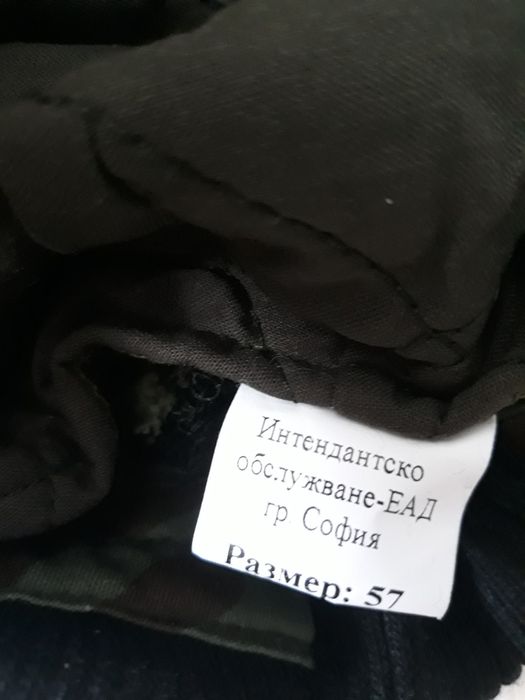 Интендантско
обслужване-ЕАД
гр. София
Размер: 57